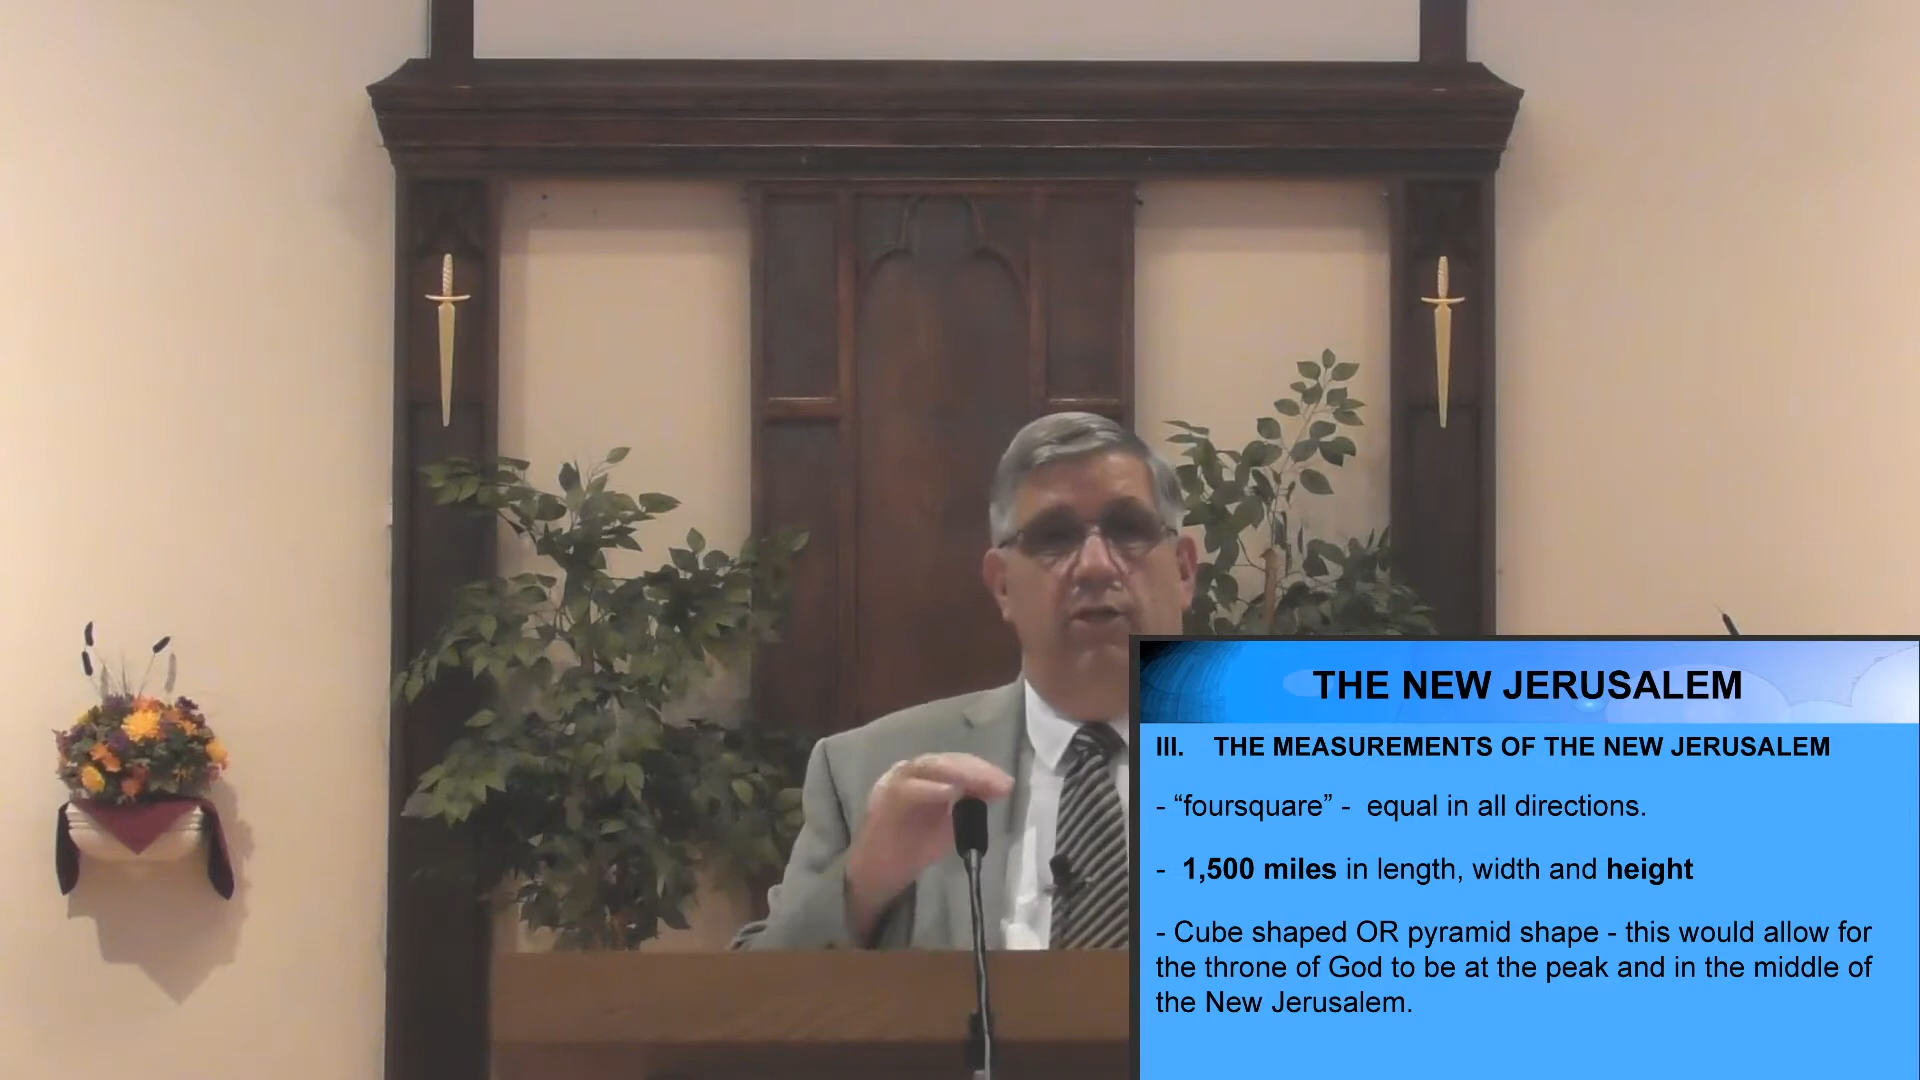 THE NEW JERUSALEM
III. THE MEASUREMENTS OF THE NEW JERUSALEM
- “foursquare” - equal in all directions.
- 1,500 miles in length, width and height
- Cube shaped OR pyramid shape - this would allow for
the throne of God to be at the peak and in the middle of
the New Jerusalem.